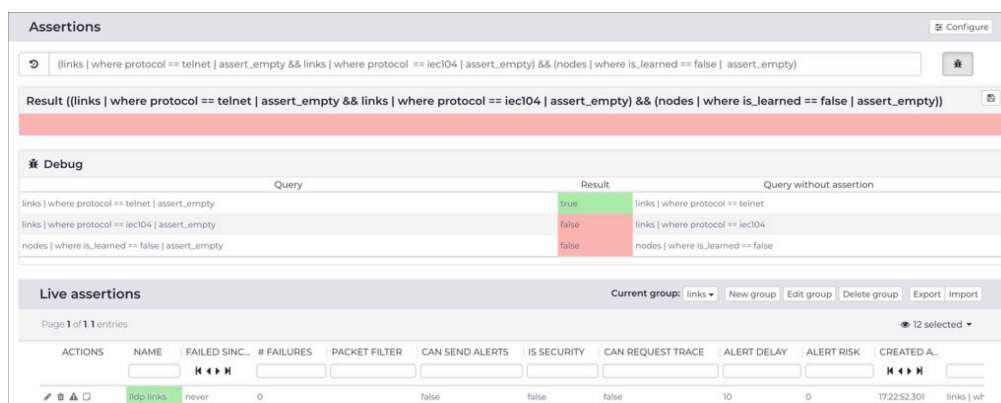 Assertions
Configure
(links | where protocol == telnet | assert_empty && links | where protocol == iec104 | assert_empty) && (nodes | where is_learned == false | assert_empty)
Result ((links | where protocol == telnet | assert_empty && links | where protocol == iec104 | assert_empty) && (nodes | where is_learned == false | assert_empty))
Debug
Query Result Query without assertion
links | where protocol == telnet | assert_empty true links | where protocol == telnet
links | where protocol == iec104 | assert_empty false links | where protocol == iec104
nodes | where is_learned == false | assert_empty false nodes | where is_learned == false
Live assertions Current group: links New group Edit group Delete group Export Import
Page 1 of 1, 1 entries 12 selected
ACTIONS NAME FAILED SINC... # FAILURES PACKET FILTER CAN SEND ALERTS IS SECURITY CAN REQUEST TRACE ALERT DELAY ALERT RISK CREATED A...
lldp links never 0 false false false 10 0 17:22:52.301 links | wh